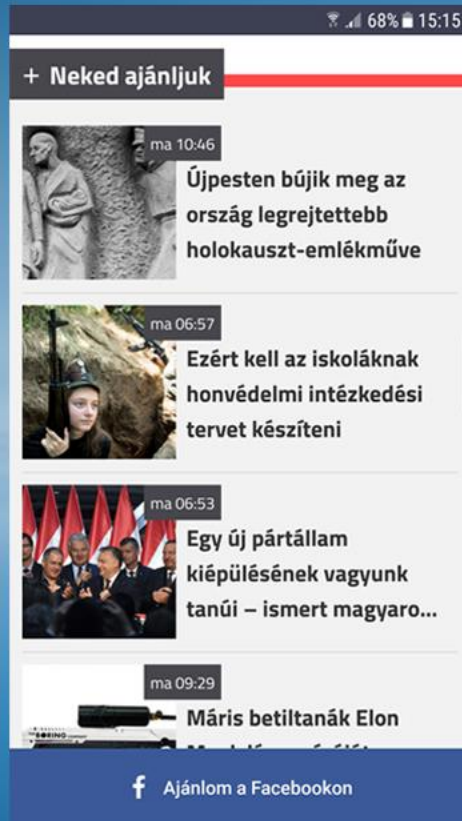 68% 15:15
+ Neked ajánljuk
ma 10:46
Újpesten bújik meg az
ország legrejtettebb
holokauszt-emlékműve
ma 06:57
Ezért kell az iskoláknak
honvédelmi intézkedési
tervet készíteni
ma 06:53
Egy új pártállam
kiépülésének vagyunk
tanúi – ismert magyaro...
ma 09:29
Máris betiltanák Elon
BORING
f Ajánlom a Facebookon